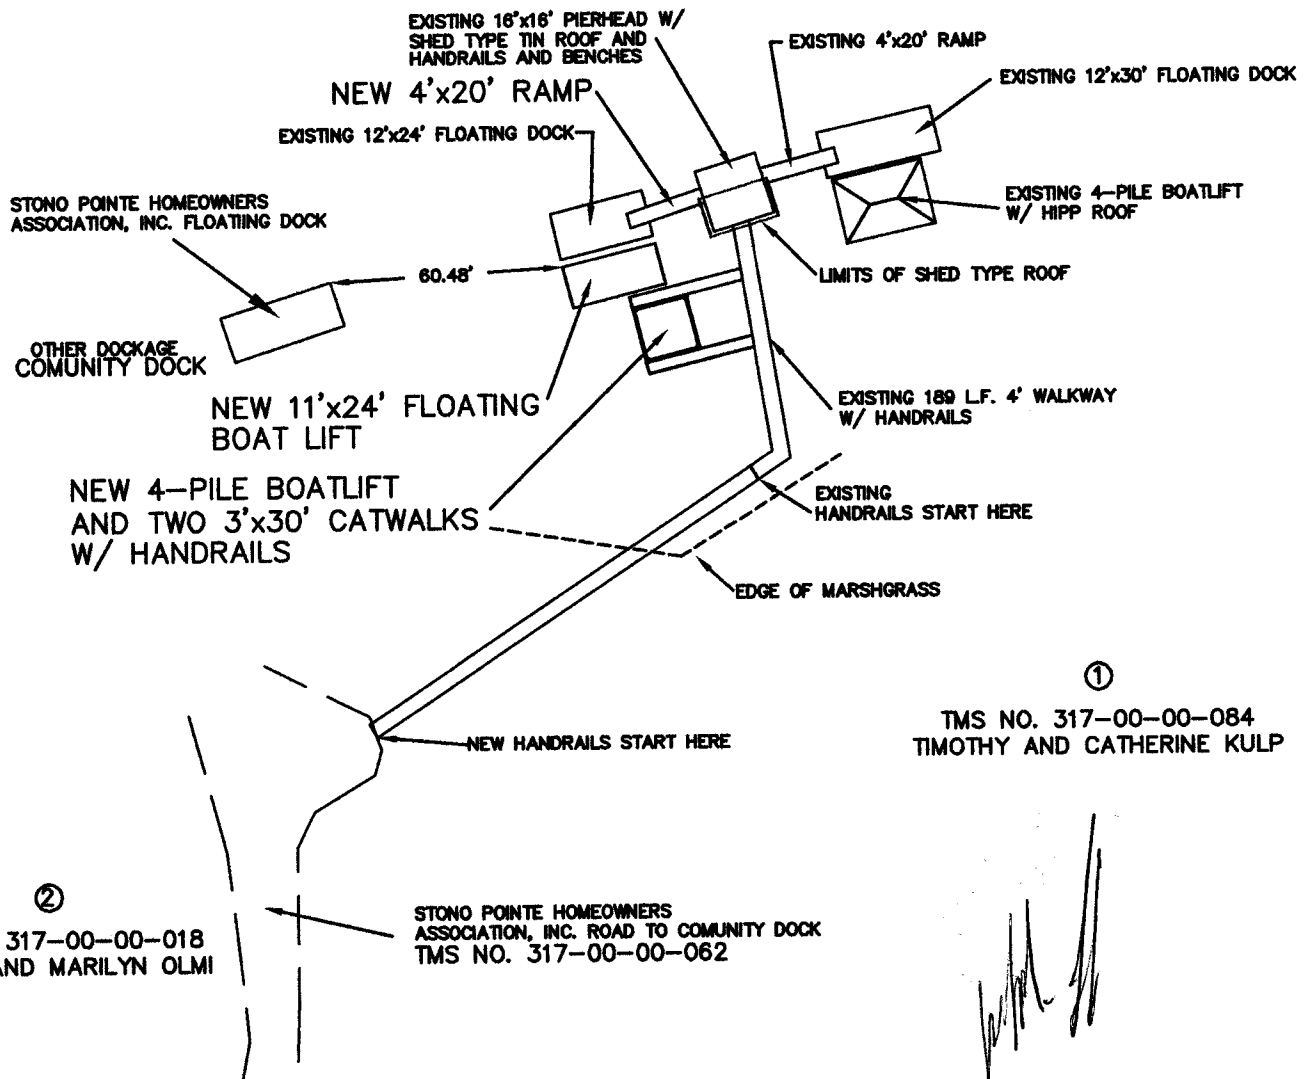 EXISTING 16'x16' PIERHEAD W/
SHED TYPE TIN ROOF AND
HANDRAILS AND BENCHES
EXISTING 4'x20' RAMP
EXISTING 12'x30' FLOATING DOCK
NEW 4'x20' RAMP
EXISTING 12'x24' FLOATING DOCK
STONO POINTE HOMEOWNERS
ASSOCIATION, INC. FLOATIING DOCK
EXISTING 4-PILE BOATLIFT
W/ HIPP ROOF
60.48'
LIMITS OF SHED TYPE ROOF
OTHER DOCKAGE
COMUNITY DOCK
NEW 11'x24' FLOATING
BOAT LIFT
EXISTING 189 L.F. 4' WALKWAY
W/ HANDRAILS
NEW 4-PILE BOATLIFT
AND TWO 3'x30' CATWALKS
W/ HANDRAILS
EXISTING
HANDRAILS START HERE
EDGE OF MARSHGRASS
1
TMS NO. 317-00-00-084
TIMOTHY AND CATHERINE KULP
NEW HANDRAILS START HERE
2
317-00-00-018
AND MARILYN OLMI
STONO POINTE HOMEOWNERS
ASSOCIATION, INC. ROAD TO COMUNITY DOCK
TMS NO. 317-00-00-062